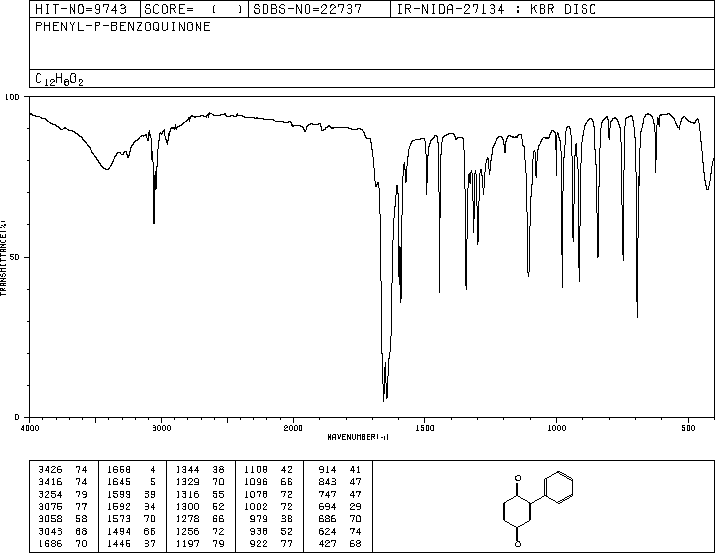 HIT-NO=9743 SCORE= ( ) SDBS-NO=22737 IR-NIDA-27134 : KBR DISC
PHENYL-P-BENZOQUINONE
C12H8O2
100
TRANSMITTANCE(%)
50
0
4000 3000 2000 1500 1000 500
WAVENUMBER(-1)
3426 74 1658 4 1344 38 1108 42 914 41
3416 74 1645 5 1329 70 1096 66 843 47
3254 79 1599 39 1316 55 1078 72 747 47
3075 77 1592 34 1300 52 1002 72 694 29
3058 58 1573 70 1278 66 979 38 686 70
3043 68 1494 66 1256 72 938 52 624 74
1686 70 1446 37 1197 79 922 77 427 68
O
O